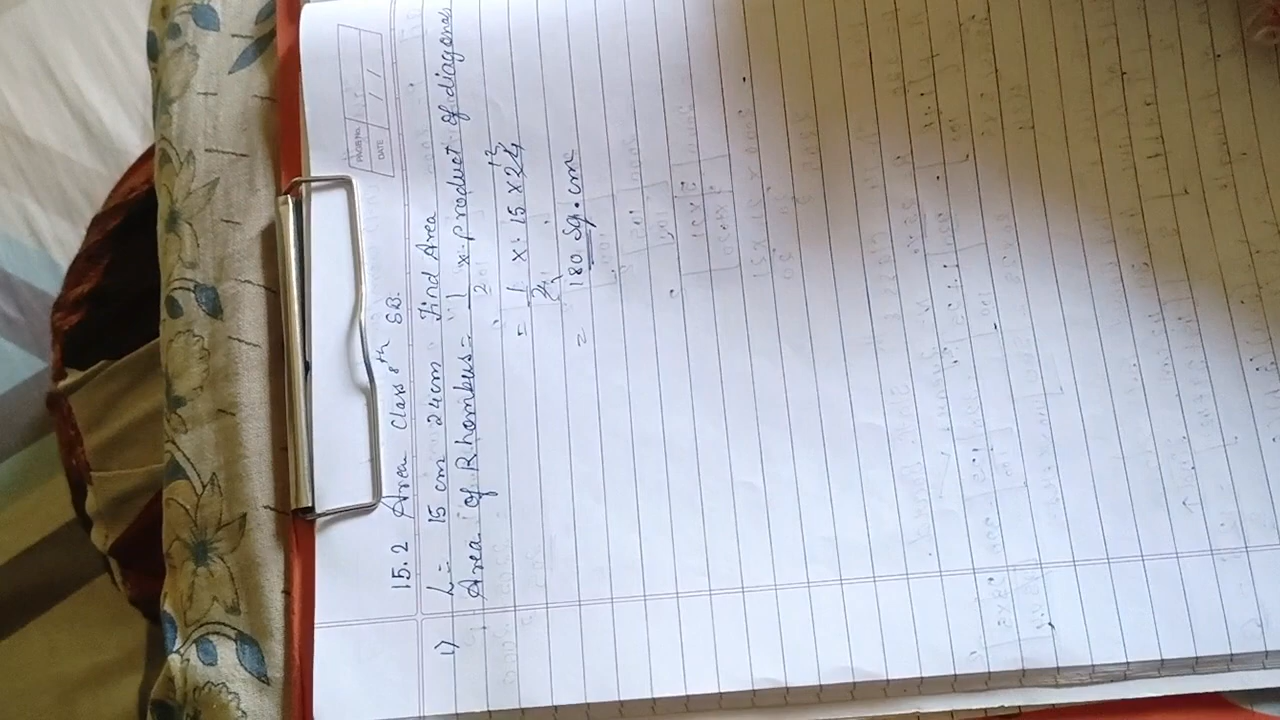 PAGE No.
DATE / /
15.2 Area Class 8th SB.
1) L = 15 cm 24cm Find Area
Area of Rhombus = 1/2 x product of diagonals
= 1/2 x 15 x 24 12
= 180 Sq. cm